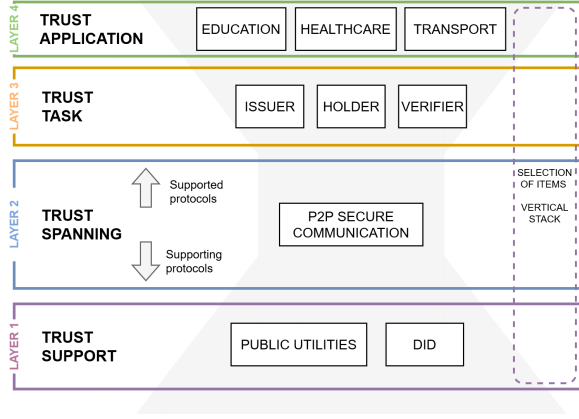 LAYER 4
TRUST
APPLICATION
EDUCATION
HEALTHCARE
TRANSPORT
LAYER 3
TRUST
TASK
ISSUER
HOLDER
VERIFIER
LAYER 2
TRUST
SPANNING
Supported
protocols
Supporting
protocols
P2P SECURE
COMMUNICATION
SELECTION
OF ITEMS
VERTICAL
STACK
LAYER 1
TRUST
SUPPORT
PUBLIC UTILITIES
DID